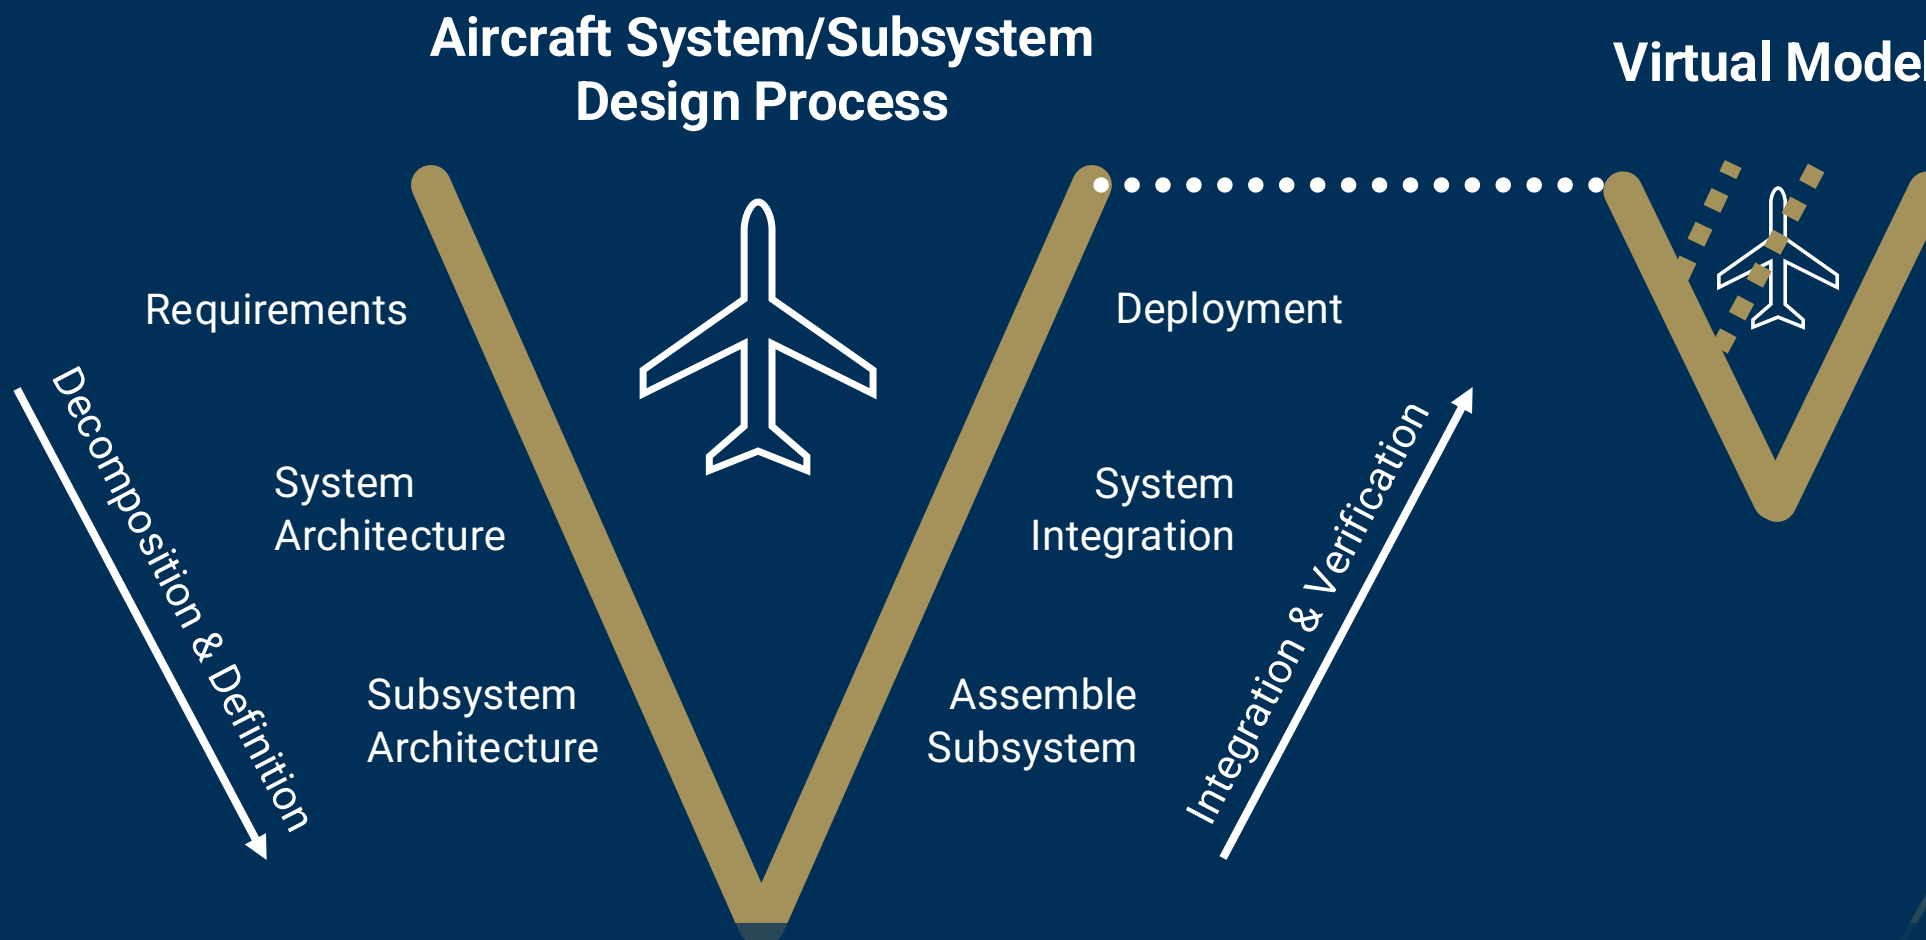 Aircraft System/Subsystem
Design Process
Requirements
System
Architecture
Subsystem
Architecture
Decomposition & Definition
Deployment
System
Integration
Assemble
Subsystem
Integration & Verification
Virtual